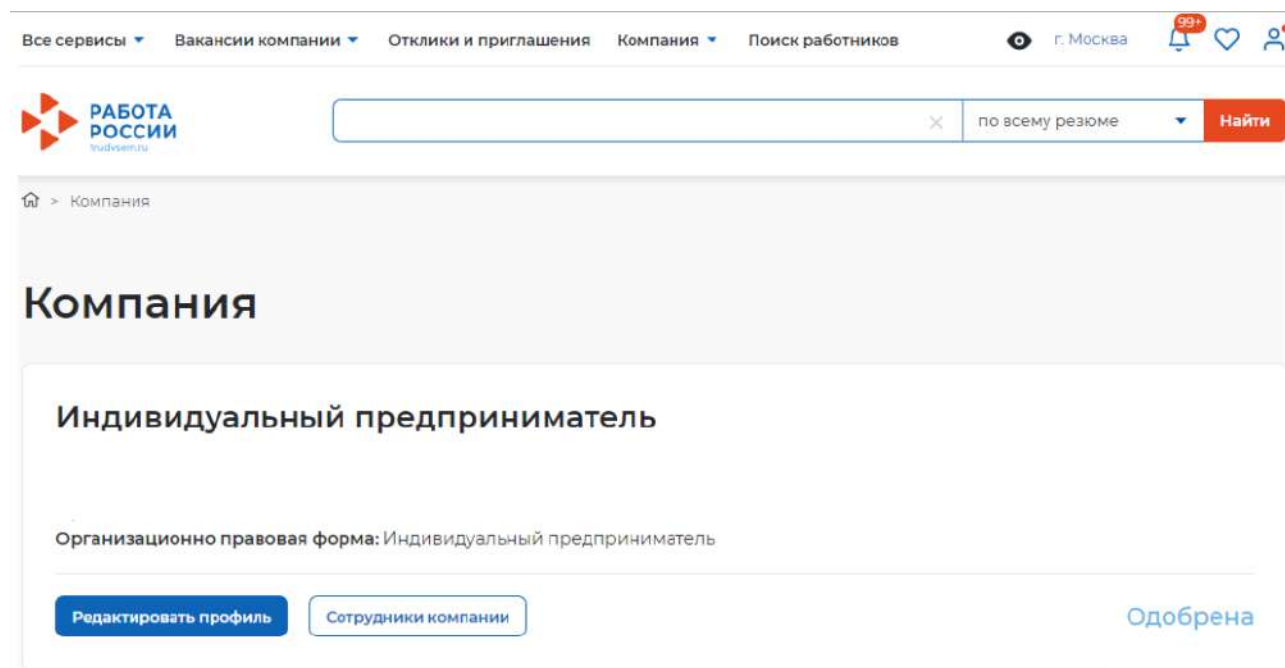 Все сервисы Вакансии компании Отклики и приглашения Компания Поиск работников г. Москва 99+
РАБОТА
РОССИИ
trudvsem.ru
по всему резюме Найти
> Компания
Компания
Индивидуальный предприниматель
Организационно правовая форма: Индивидуальный предприниматель
Редактировать профиль Сотрудники компании Одобрена